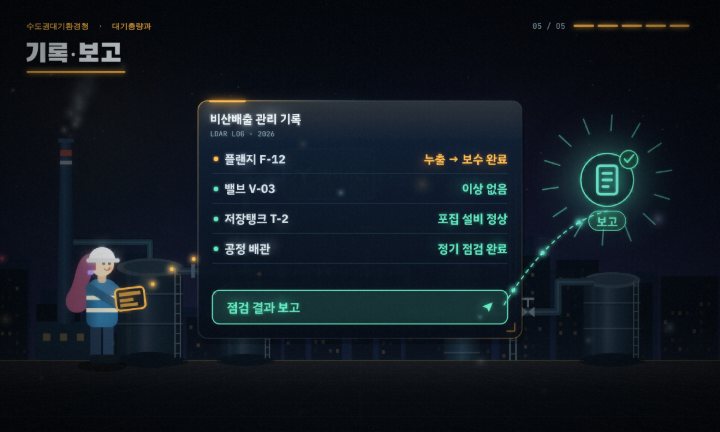 수도권대기환경청 · 대기총량과
05 / 05
기록·보고
비산배출 관리 기록
LDAR LOG · 2026
플랜지 F-12 누출 → 보수 완료
밸브 V-03 이상 없음
저장탱크 T-2 포집 설비 정상
공정 배관 정기 점검 완료
점검 결과 보고
보고